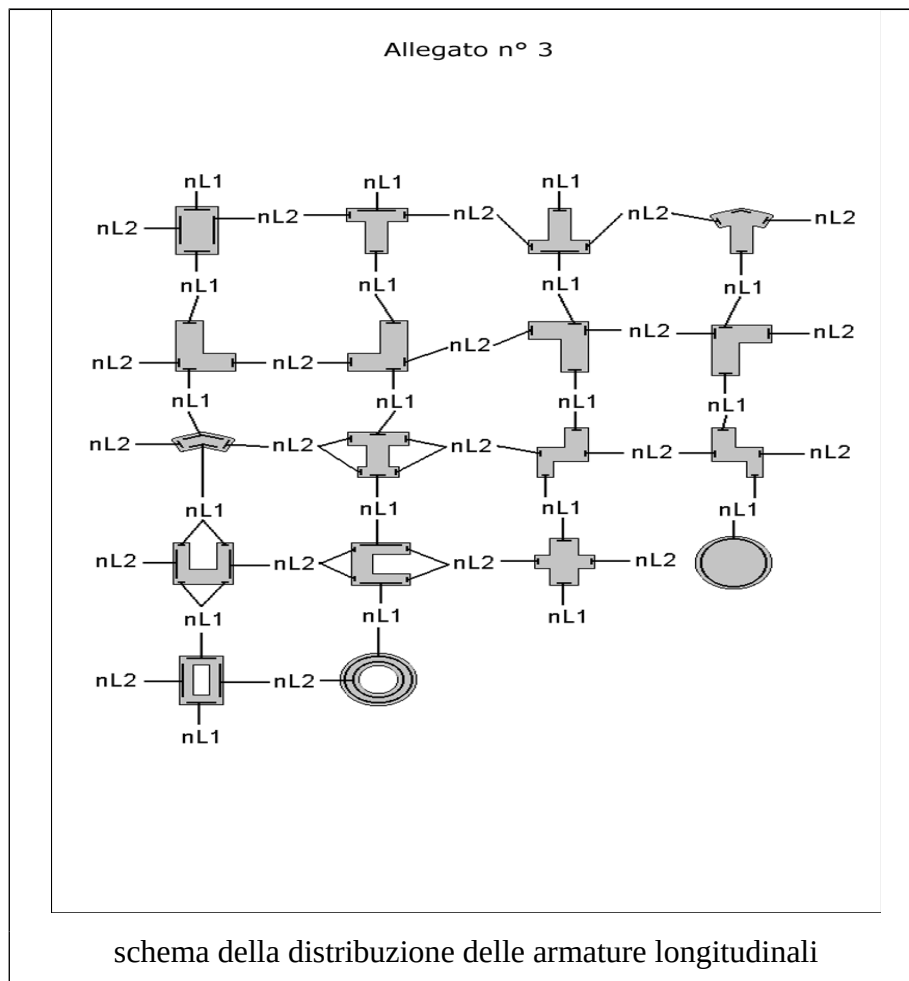 Allegato n° 3
nL1 nL1 nL1
nL2 nL2 nL2 nL2 nL2
nL1 nL1 nL1 nL1
nL2 nL2 nL2 nL2 nL2
nL1 nL1 nL1 nL1
nL2 nL2 nL2 nL2 nL2
nL1 nL1 nL1 nL1
nL2 nL2 nL2 nL2
nL1 nL1 nL1
nL2 nL2
nL1
schema della distribuzione delle armature longitudinali